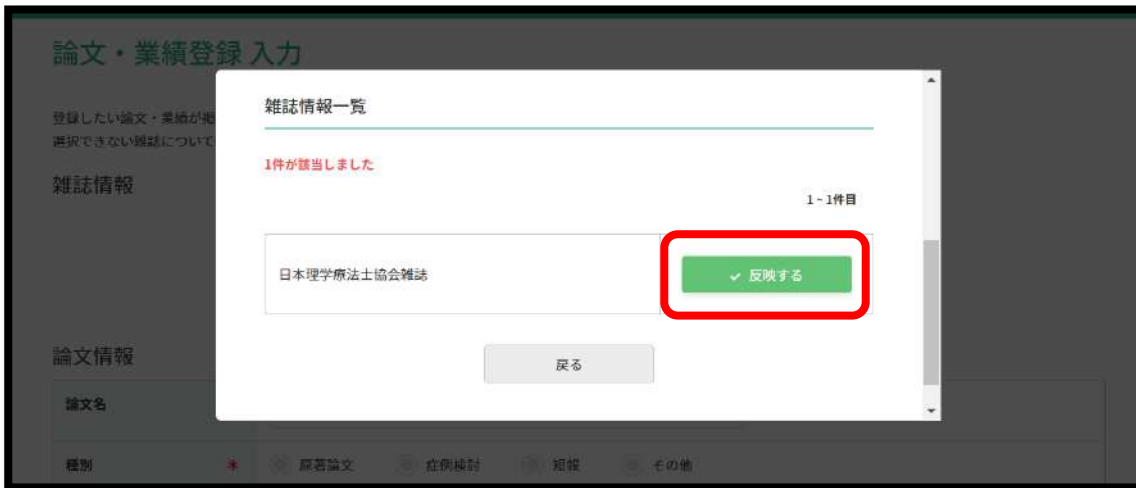 論文・業績登録 入力
登録したい論文・業績が掲
選択できない雑誌について
雑誌情報
雑誌情報一覧
1件が該当しました
1 ~ 1件目
日本理学療法士協会雑誌
✓ 反映する
戻る
論文情報
論文名
種別 * 原著論文 症例検討 短報 その他